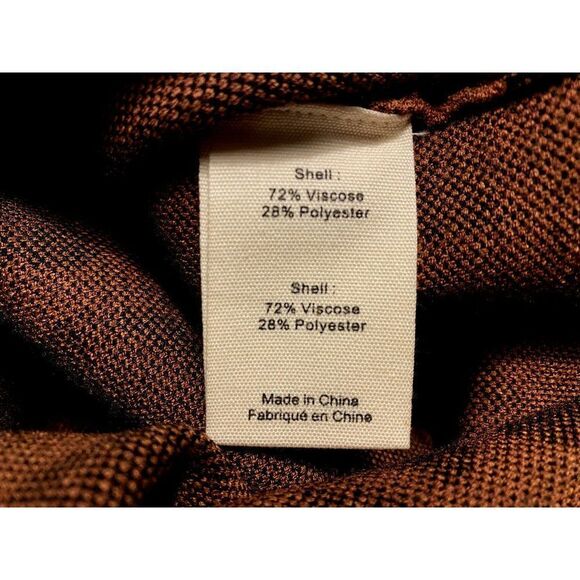 Shell :
72% Viscose
28% Polyester
Shell :
72% Viscose
28% Polyester
Made in China
Fabriqué en Chine